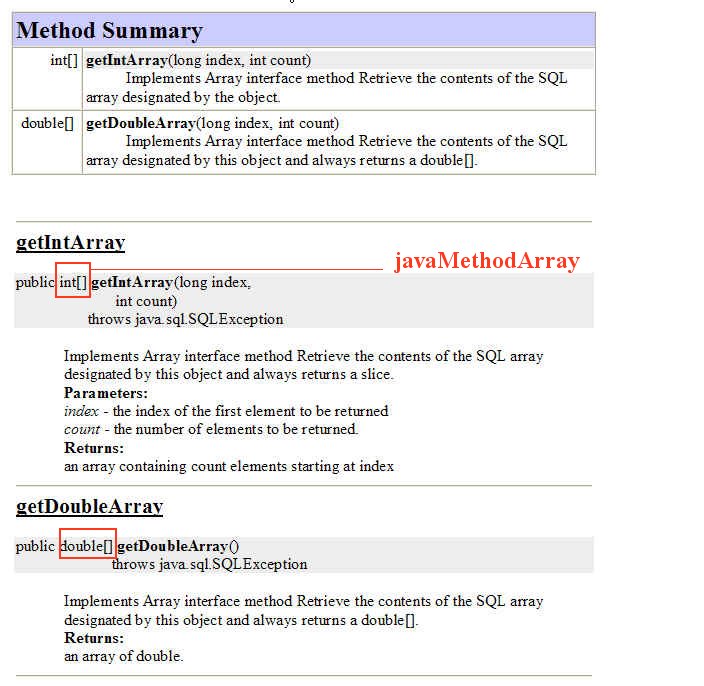 Method Summary
int[] getIntArray(long index, int count)
Implements Array interface method Retrieve the contents of the SQL
array designated by the object.
double[] getDoubleArray(long index, int count)
Implements Array interface method Retrieve the contents of the SQL
array designated by this object and always returns a double[].
getIntArray
javaMethodArray
public int[] getIntArray(long index,
int count)
throws java.sql.SQLException
Implements Array interface method Retrieve the contents of the SQL array
designated by this object and always returns a slice.
Parameters:
index - the index of the first element to be returned
count - the number of elements to be returned.
Returns:
an array containing count elements starting at index
getDoubleArray
public double[] getDoubleArray()
throws java.sql.SQLException
Implements Array interface method Retrieve the contents of the SQL array
designated by this object and always returns a double[].
Returns:
an array of double.